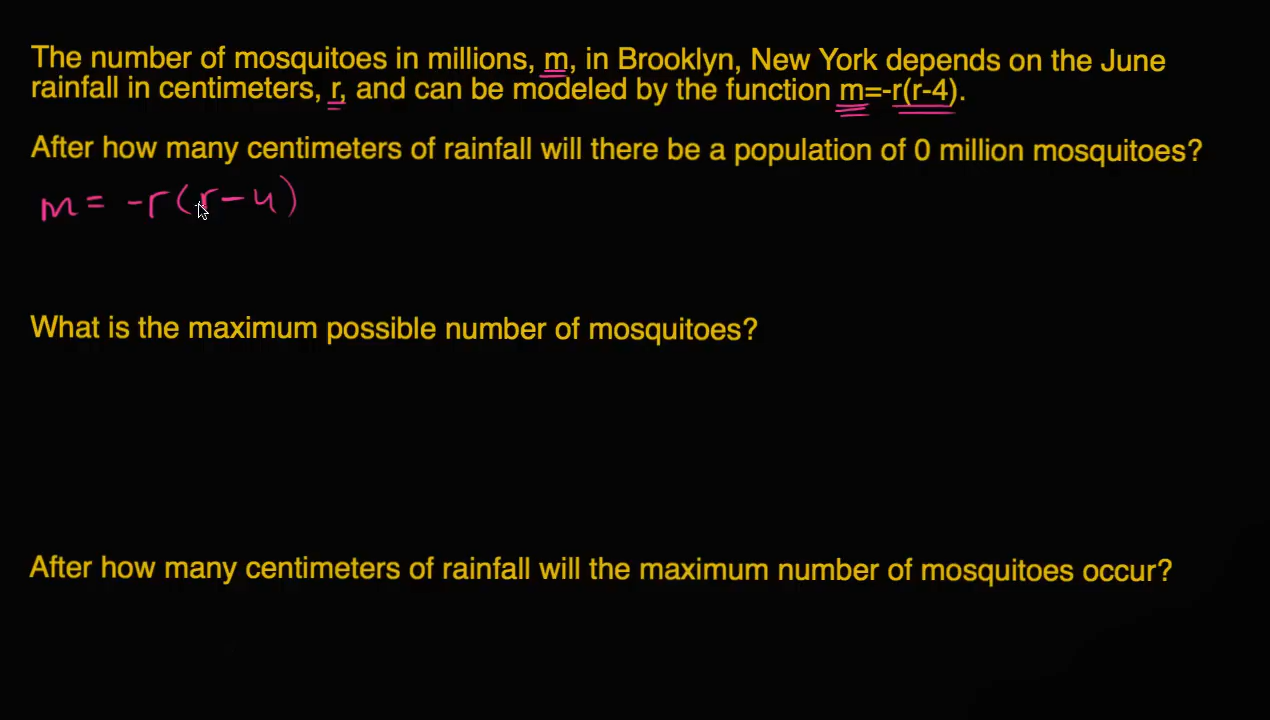 The number of mosquitoes in millions, m, in Brooklyn, New York depends on the June
rainfall in centimeters, r, and can be modeled by the function m=-r(r-4).
After how many centimeters of rainfall will there be a population of 0 million mosquitoes?
m = -r(r-4)
What is the maximum possible number of mosquitoes?
After how many centimeters of rainfall will the maximum number of mosquitoes occur?